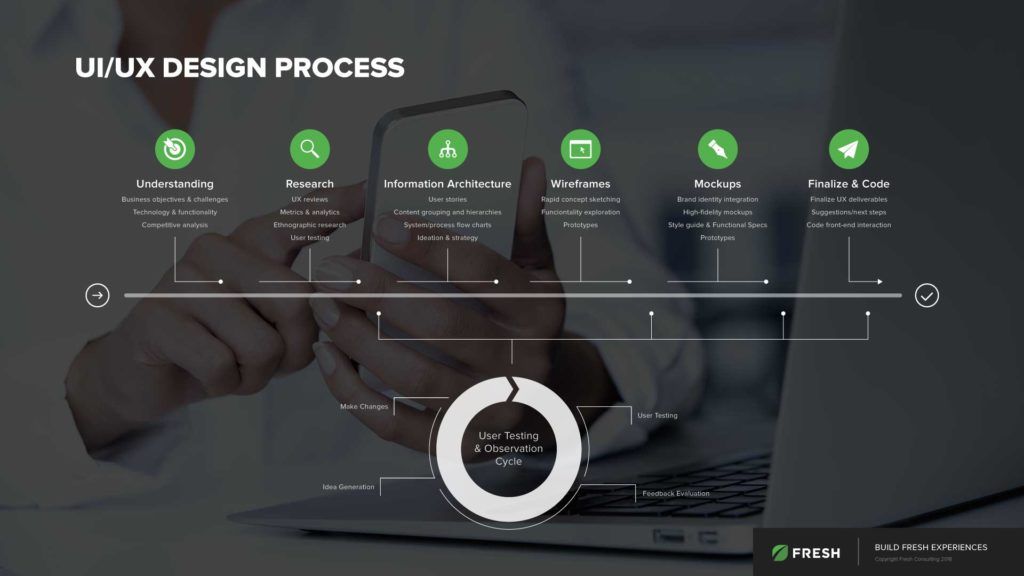 UI/UX DESIGN PROCESS
Understanding
Business objectives & challenges
Technology & functionality
Competitive analysis
Research
UX reviews
Metrics & analytics
Ethnographic research
User testing
Information Architecture
User stories
Content grouping and hierarchies
System/process flow charts
Ideation & strategy
Wireframes
Rapid concept sketching
Funciontality exploration
Prototypes
Mockups
Brand identity integration
High-fidelity mockups
Style guide & Functional Specs
Prototypes
Finalize & Code
Finalize UX deliverables
Suggestions/next steps
Code front-end interaction
Make Changes
User Testing
User Testing
& Observation
Cycle
Idea Generation
Feedback Evaluation
FRESH
BUILD FRESH EXPERIENCES
Copyright Fresh Consulting 2018